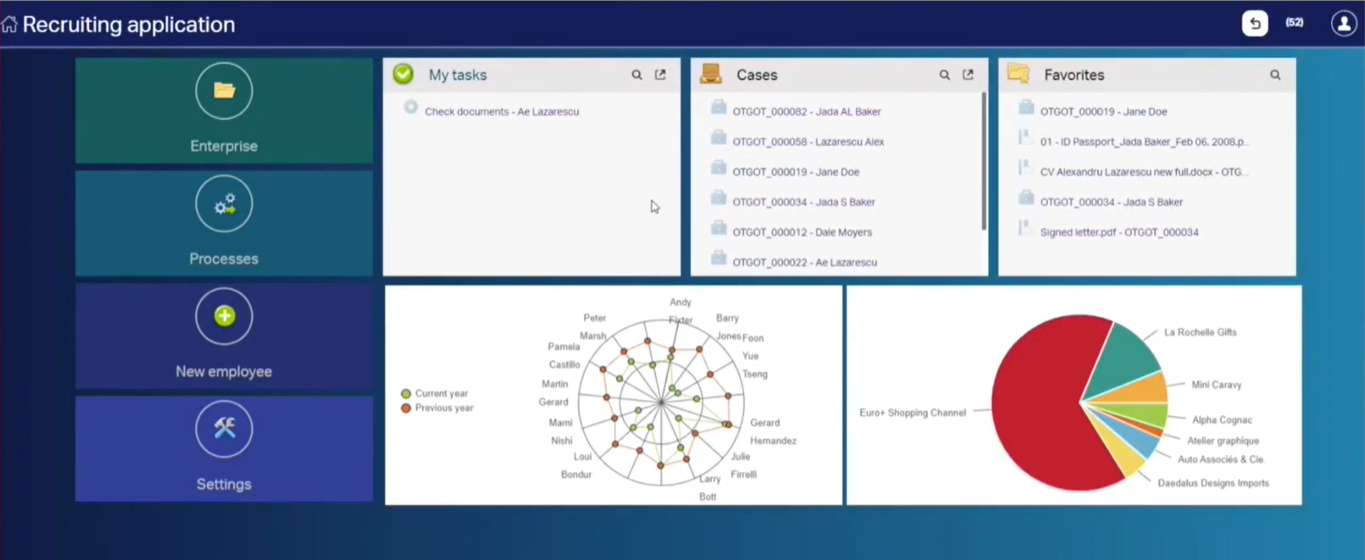 Recruiting application
(52)
Enterprise
Processes
New employee
Settings
My tasks
Check documents - Ae Lazarescu
Cases
OTGOT_000082 - Jada AL Baker
OTGOT_000058 - Lazarescu Alex
OTGOT_000019 - Jane Doe
OTGOT_000034 - Jada S Baker
OTGOT_000012 - Dale Moyers
OTGOT_000022 - Ae Lazarescu
Favorites
OTGOT_000019 - Jane Doe
01 - ID Passport_Jada Baker_Feb 06, 2008.p...
CV Alexandru Lazarescu new full.docx - OTG...
OTGOT_000034 - Jada S Baker
Signed letter.pdf - OTGOT_000034
Current year
Previous year
Andy
Fixter
Barry
Jones
Foon
Yue
Tseng
Gerard
Hernandez
Julie
Firrelli
Larry
Bott
Loui
Bondur
Mami
Nishi
Martin
Gerard
Pamela
Castillo
Peter
Marsh
Euro+ Shopping Channel
La Rochelle Gifts
Mini Caravy
Alpha Cognac
Atelier graphique
Auto Associés & Cie.
Daedalus Designs Imports